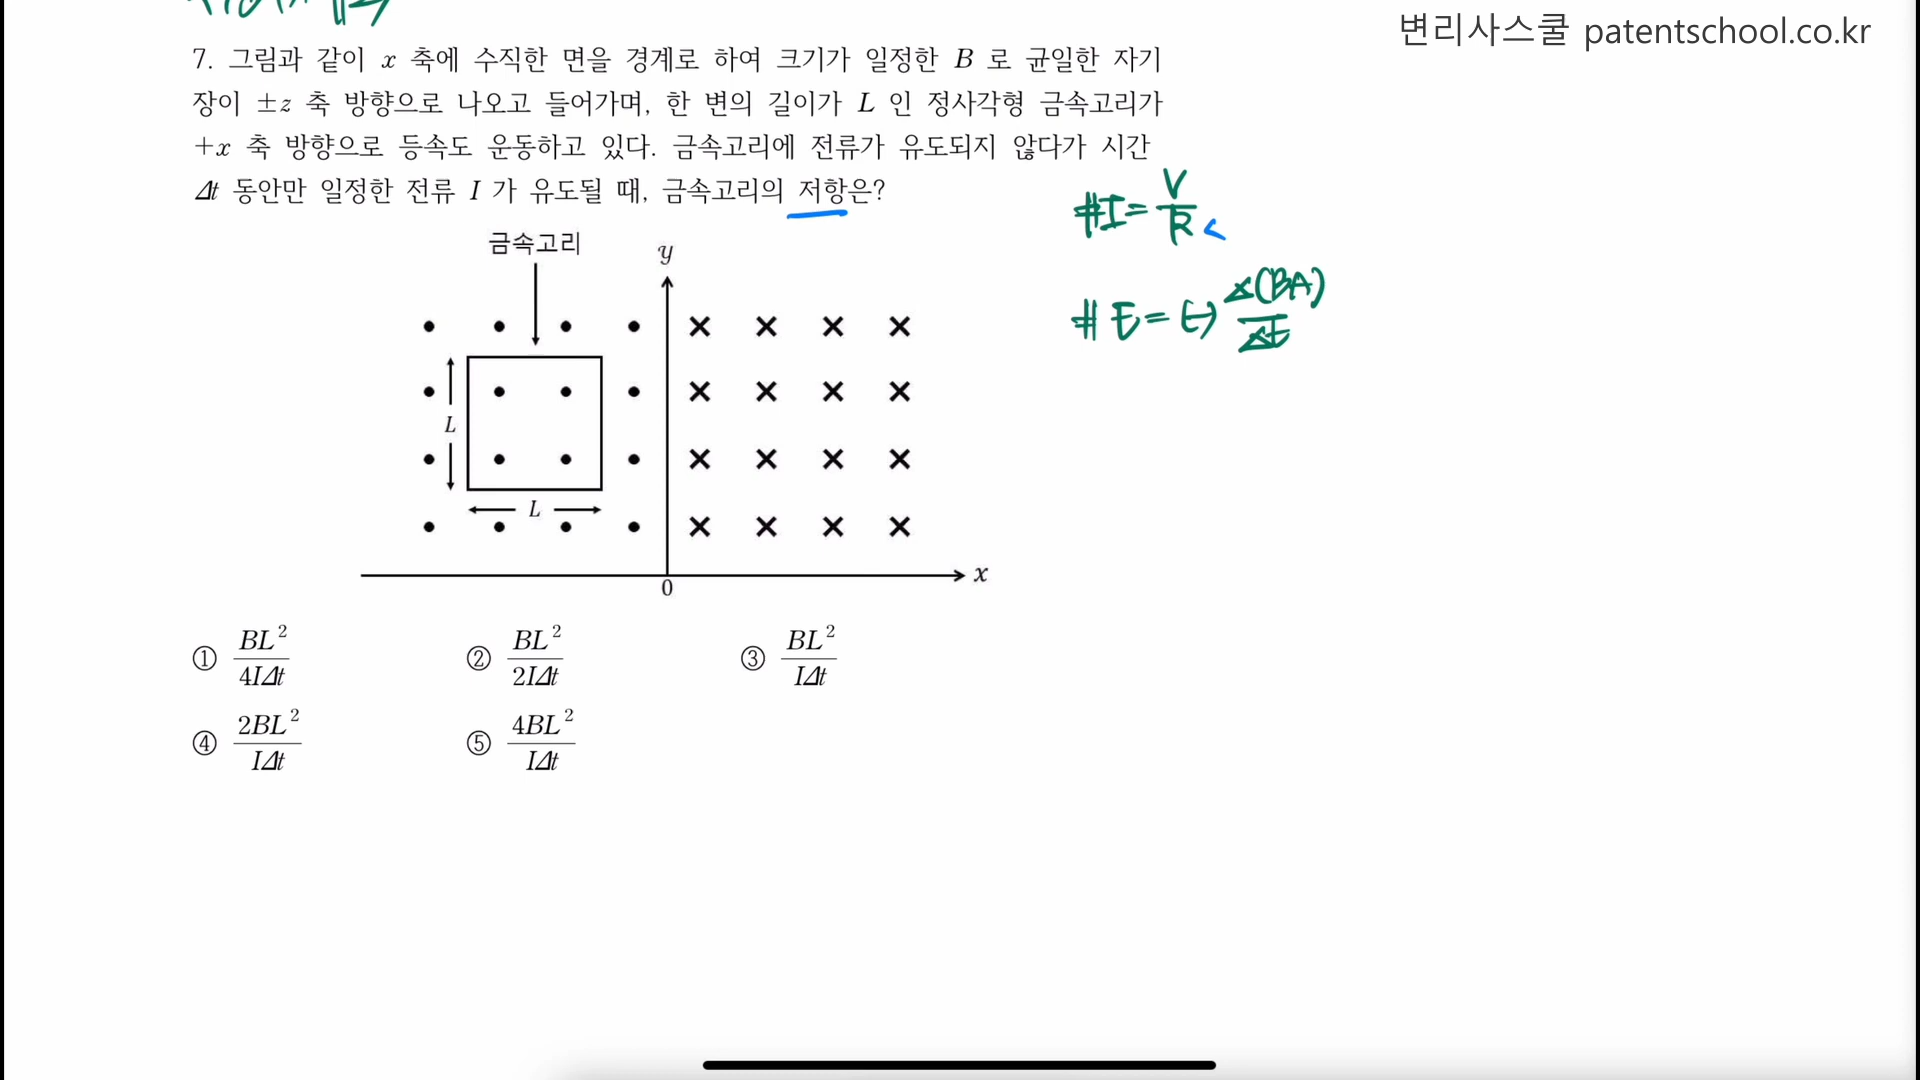 변리사스쿨 patentschool.co.kr
7. 그림과 같이 x 축에 수직한 면을 경계로 하여 크기가 일정한 B 로 균일한 자기
장이 ±z 축 방향으로 나오고 들어가며, 한 변의 길이가 L 인 정사각형 금속고리가
+x 축 방향으로 등속도 운동하고 있다. 금속고리에 전류가 유도되지 않다가 시간
Δt 동안만 일정한 전류 I 가 유도될 때, 금속고리의 저항은?
#I = V/R
# E = (-) Δ(BA)/Δt
금속고리
y
L
L
0
x
① BL²/4IΔt ② BL²/2IΔt ③ BL²/IΔt
④ 2BL²/IΔt ⑤ 4BL²/IΔt